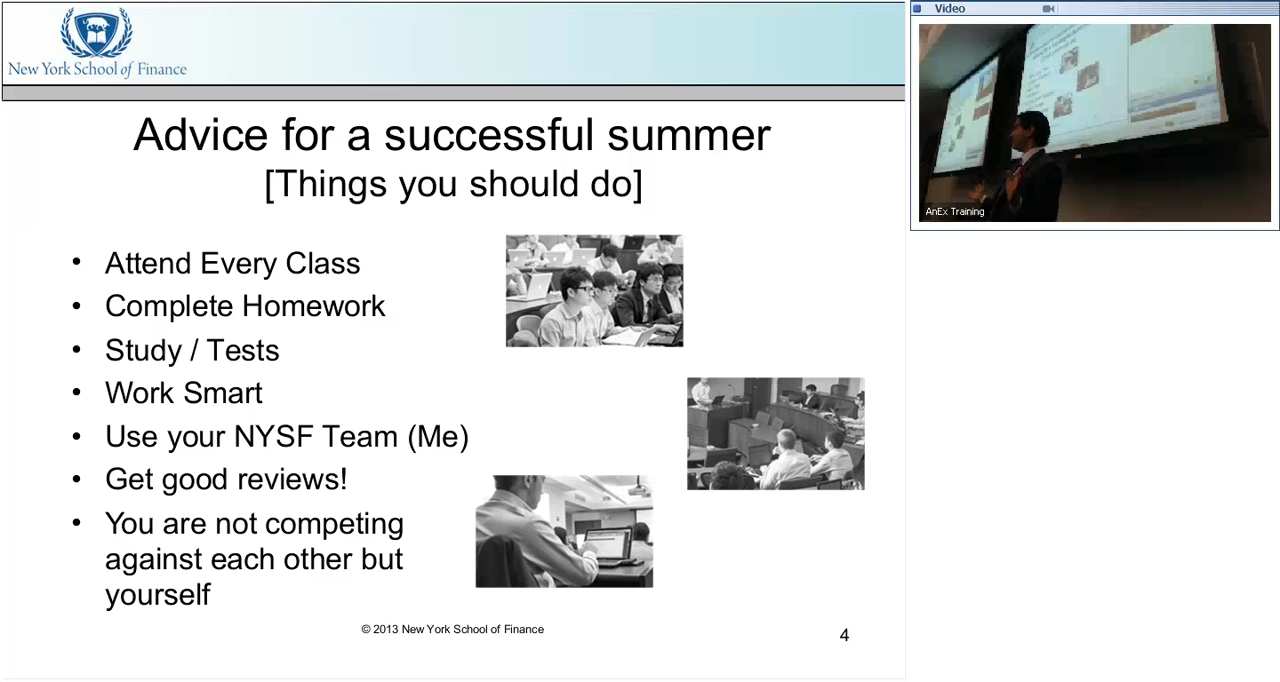 New York School of Finance
Advice for a successful summer
[Things you should do]
• Attend Every Class
• Complete Homework
• Study / Tests
• Work Smart
• Use your NYSF Team (Me)
• Get good reviews!
• You are not competing
against each other but
yourself
© 2013 New York School of Finance
4
Video
AnEx Training